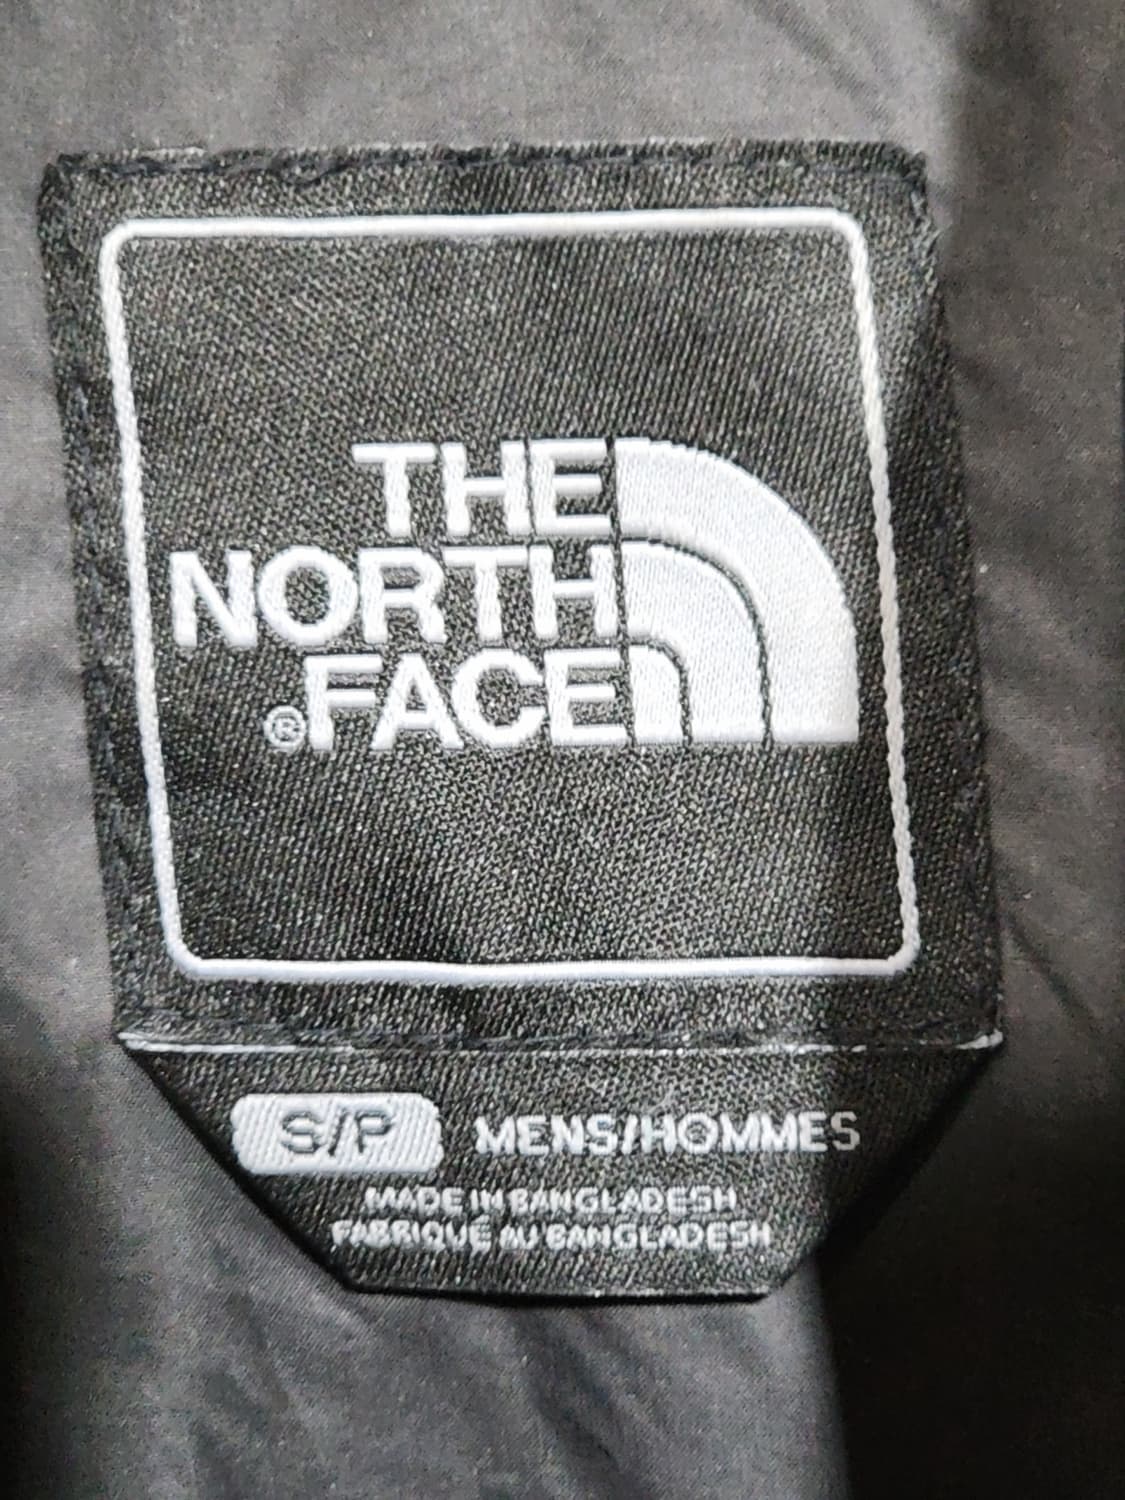 THE
NORTH
®FACE
S/P MENS/HOMMES
MADE IN BANGLADESH
FABRIQUÉ AU BANGLADESH